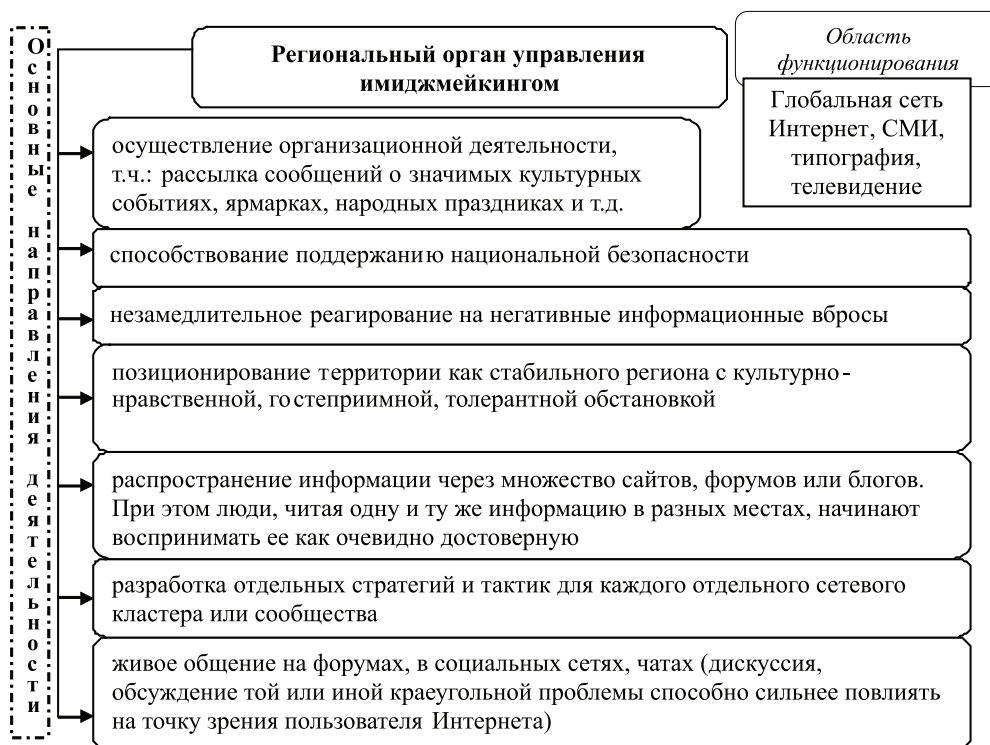 Основные направления деятельности
Региональный орган управления
имиджмейкингом
Область
функционирования
Глобальная сеть
Интернет, СМИ,
типография,
телевидение
осуществление организационной деятельности,
т.ч.: рассылка сообщений о значимых культурных
событиях, ярмарках, народных праздниках и т.д.
способствование поддержанию национальной безопасности
незамедлительное реагирование на негативные информационные вбросы
позиционирование территории как стабильного региона с культурно-
нравственной, гостеприимной, толерантной обстановкой
распространение информации через множество сайтов, форумов или блогов.
При этом люди, читая одну и ту же информацию в разных местах, начинают
воспринимать ее как очевидно достоверную
разработка отдельных стратегий и тактик для каждого отдельного сетевого
кластера или сообщества
живое общение на форумах, в социальных сетях, чатах (дискуссия,
обсуждение той или иной краеугольной проблемы способно сильнее повлиять
на точку зрения пользователя Интернета)